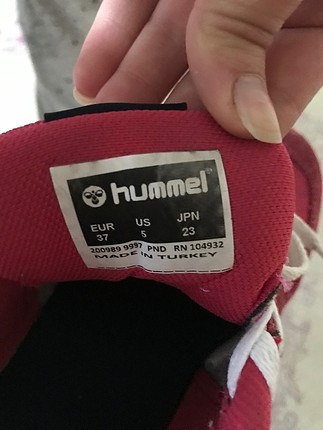 hummel
EUR US JPN
37 5 23
200989 9997 PND RN 104932
MADE IN TURKEY